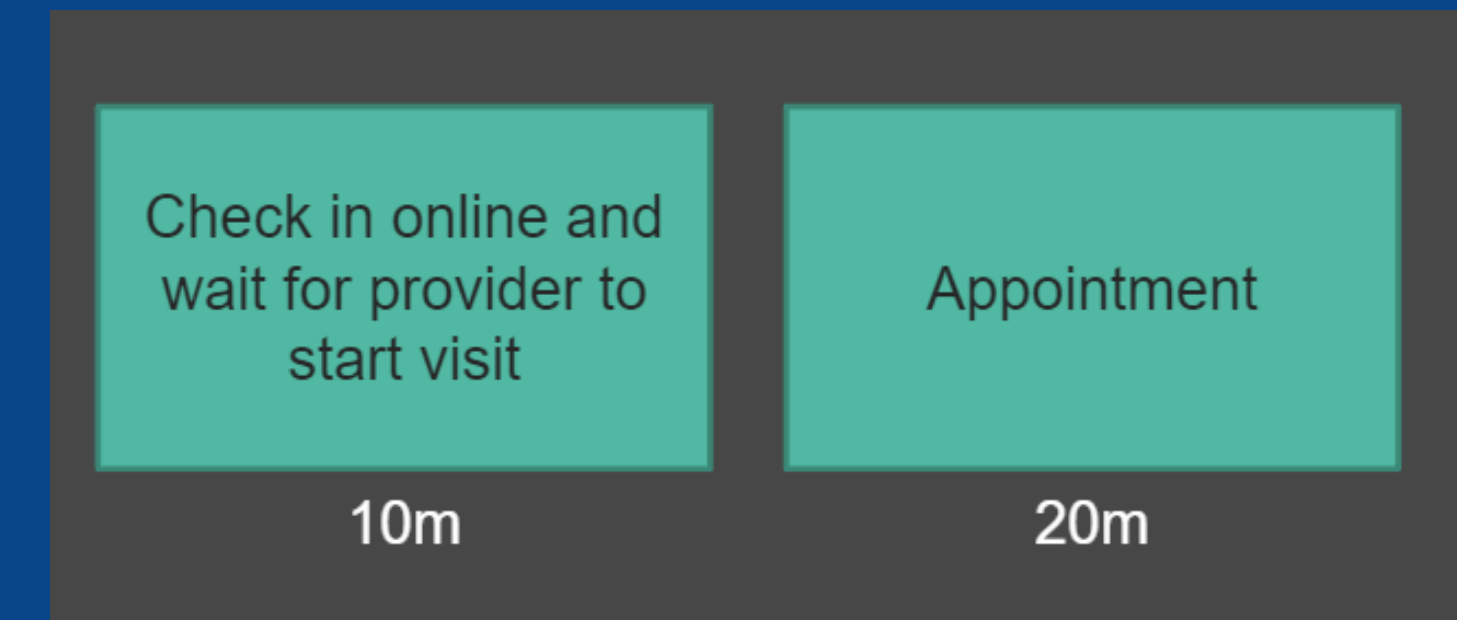 Check in online and
wait for provider to
start visit
Appointment
10m
20m